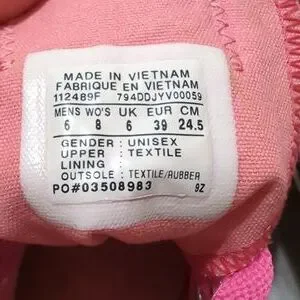 MADE IN VIETNAM
FABRIQUE EN VIETNAM
112489F 794DDJYV00059
MENS WO'S UK EUR CM
6 8 6 39 24.5
GENDER : UNISEX
UPPER : TEXTILE
LINING :
OUTSOLE : TEXTILE/RUBBER
PO#03508983 9Z